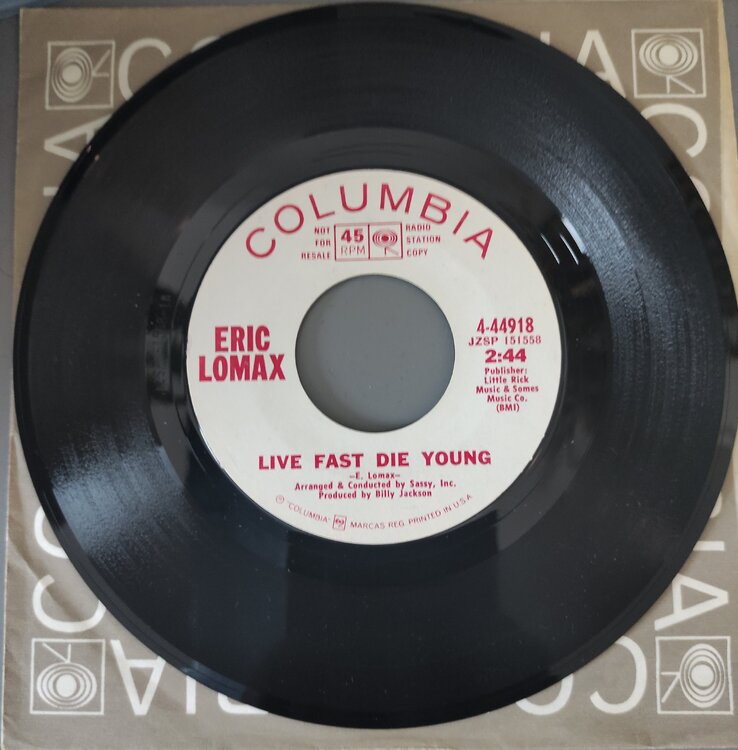 COLUMBIA
NOT
FOR
RESALE
45
RPM
RADIO
STATION
COPY
ERIC
LOMAX
4-44918
JZSP 151558
2:44
Publisher:
Little Rick
Music & Somes
Music Co.
(BMI)
LIVE FAST DIE YOUNG
—E. Lomax—
Arranged & Conducted by Sassy, Inc.
Produced by Billy Jackson
℗ "COLUMBIA" MARCAS REG. PRINTED IN U.S.A.